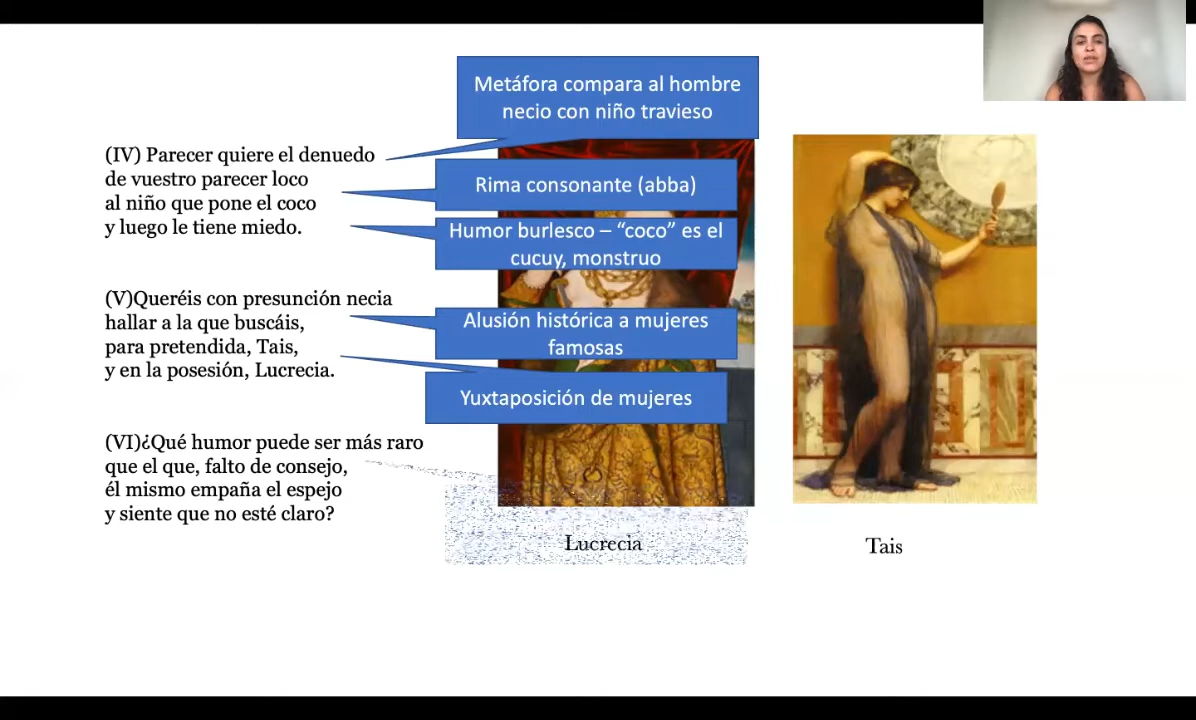 (IV) Parecer quiere el denuedo
de vuestro parecer loco
al niño que pone el coco
y luego le tiene miedo.
(V)Queréis con presunción necia
hallar a la que buscáis,
para pretendida, Tais,
y en la posesión, Lucrecia.
(VI)¿Qué humor puede ser más raro
que el que, falto de consejo,
él mismo empaña el espejo
y siente que no esté claro?
Metáfora compara al hombre
necio con niño travieso
Rima consonante (abba)
Humor burlesco – “coco” es el
cucuy, monstruo
Alusión histórica a mujeres
famosas
Yuxtaposición de mujeres
Lucrecia
Tais